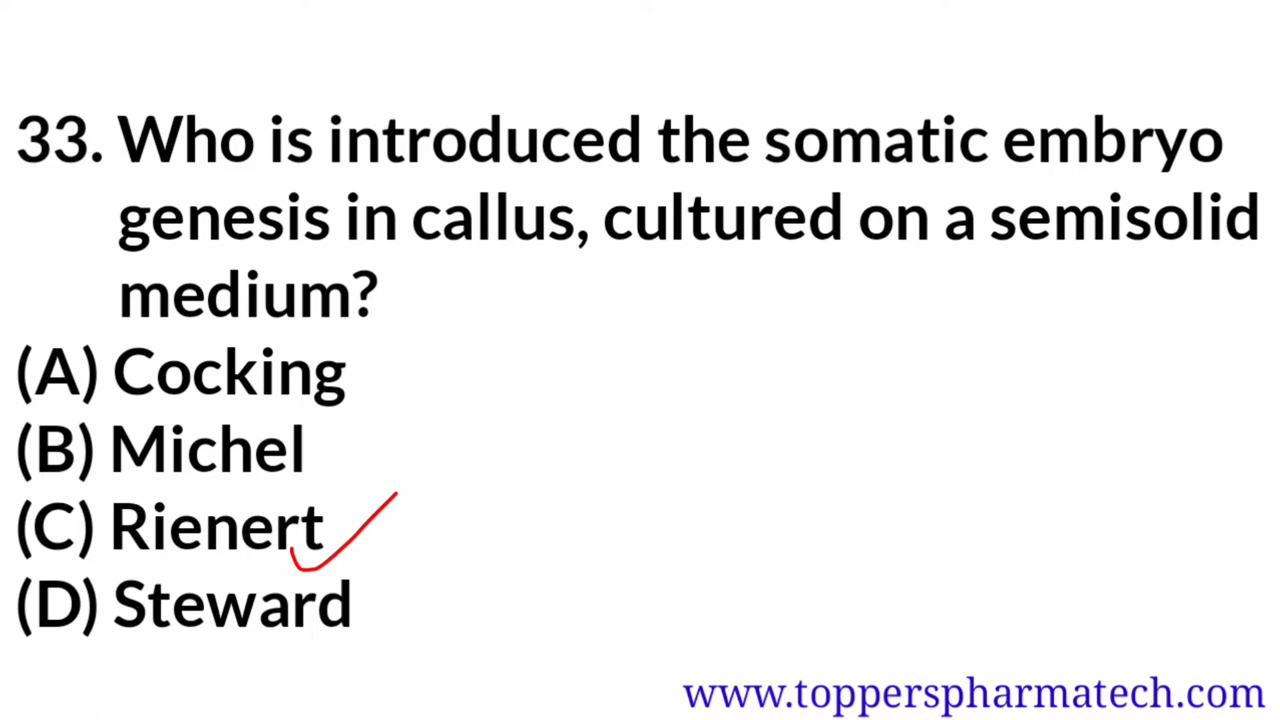 33. Who is introduced the somatic embryo
genesis in callus, cultured on a semisolid
medium?
(A) Cocking
(B) Michel
(C) Rienert
(D) Steward
www.topperspharmatech.com